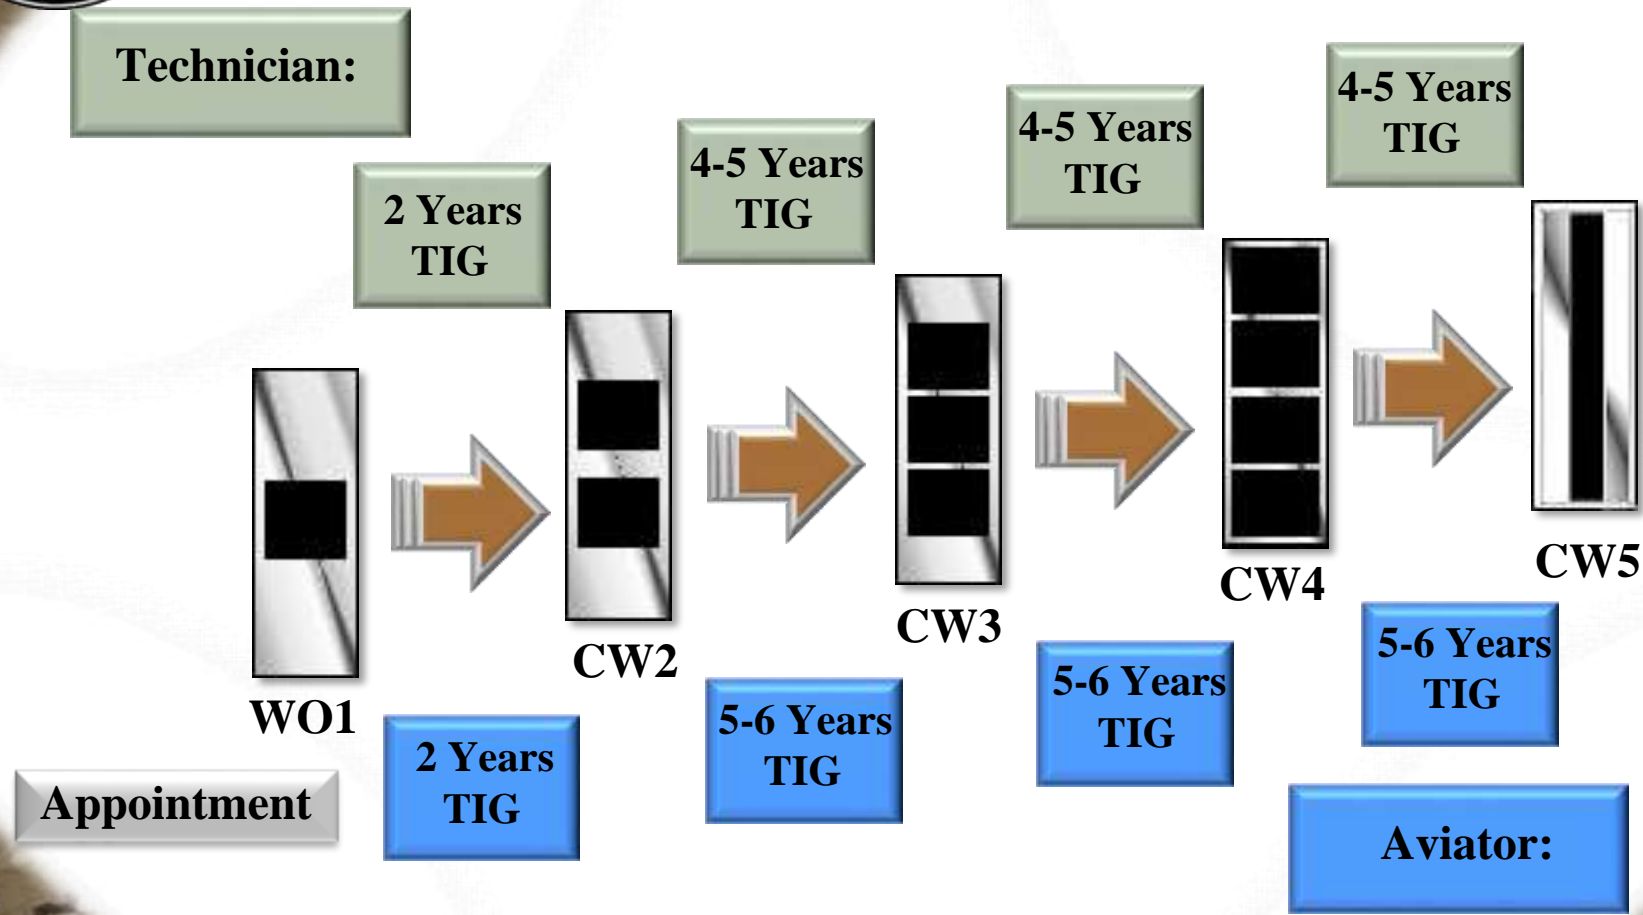 Technician:
2 Years
TIG
4-5 Years
TIG
4-5 Years
TIG
4-5 Years
TIG
WO1
CW2
CW3
CW4
CW5
Appointment
2 Years
TIG
5-6 Years
TIG
5-6 Years
TIG
5-6 Years
TIG
Aviator: